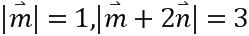 |m⃗| = 1,|m⃗ + 2n⃗| = 3